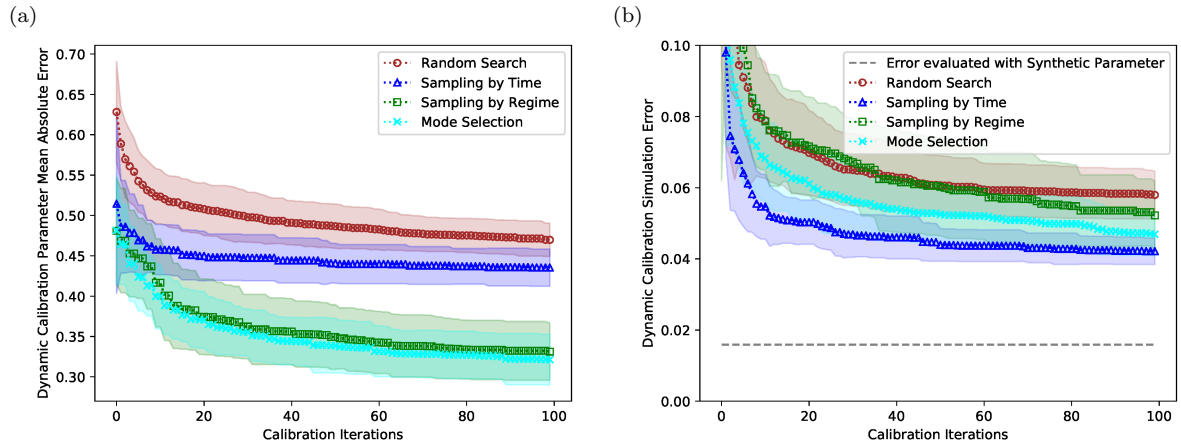 (a)
Dynamic Calibration Parameter Mean Absolute Error
0.70
0.65
0.60
0.55
0.50
0.45
0.40
0.35
0.30
Random Search
Sampling by Time
Sampling by Regime
Mode Selection
0 20 40 60 80 100
Calibration Iterations
(b)
Dynamic Calibration Simulation Error
0.10
0.08
0.06
0.04
0.02
0.00
Error evaluated with Synthetic Parameter
Random Search
Sampling by Time
Sampling by Regime
Mode Selection
0 20 40 60 80 100
Calibration Iterations